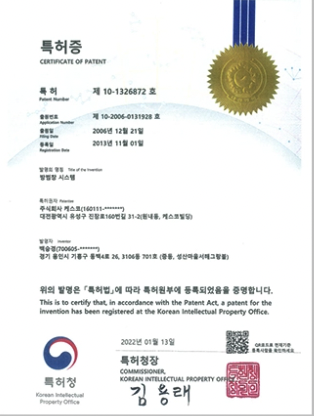 특허증
CERTIFICATE OF PATENT
특 허 제 10-1326872 호
Patent Number
출원번호 제 10-2006-0131928 호
Application Number
출원일 2006년 12월 21일
Filing Date
등록일 2013년 11월 01일
Registration Date
발명의 명칭 Title of the Invention
방범창 시스템
특허권자 Patentee
주식회사 케스코(160111-*******)
대전광역시 유성구 진잠로160번길 31-2(원내동, 케스코빌딩)
발명자 Inventor
백승경(700605-*******)
경기 용인시 기흥구 동백4로 26, 3106동 701호 (중동, 성산마을서해그랑블)
위의 발명은 「특허법」에 따라 특허원부에 등록되었음을 증명합니다.
This is to certify that, in accordance with the Patent Act, a patent for the
invention has been registered at the Korean Intellectual Property Office.
2022년 01월 13일
QR코드로 현재기준
등록사항을 확인하세요
특허청장
COMMISSIONER,
KOREAN INTELLECTUAL PROPERTY OFFICE
김용래
특허청
Korean Intellectual
Property Office